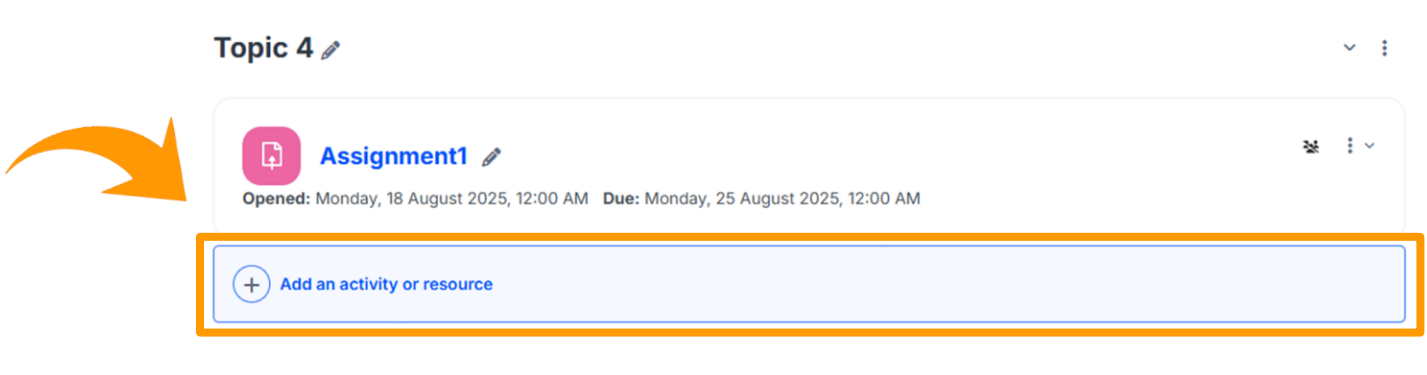 Topic 4
Assignment1
Opened: Monday, 18 August 2025, 12:00 AM Due: Monday, 25 August 2025, 12:00 AM
Add an activity or resource